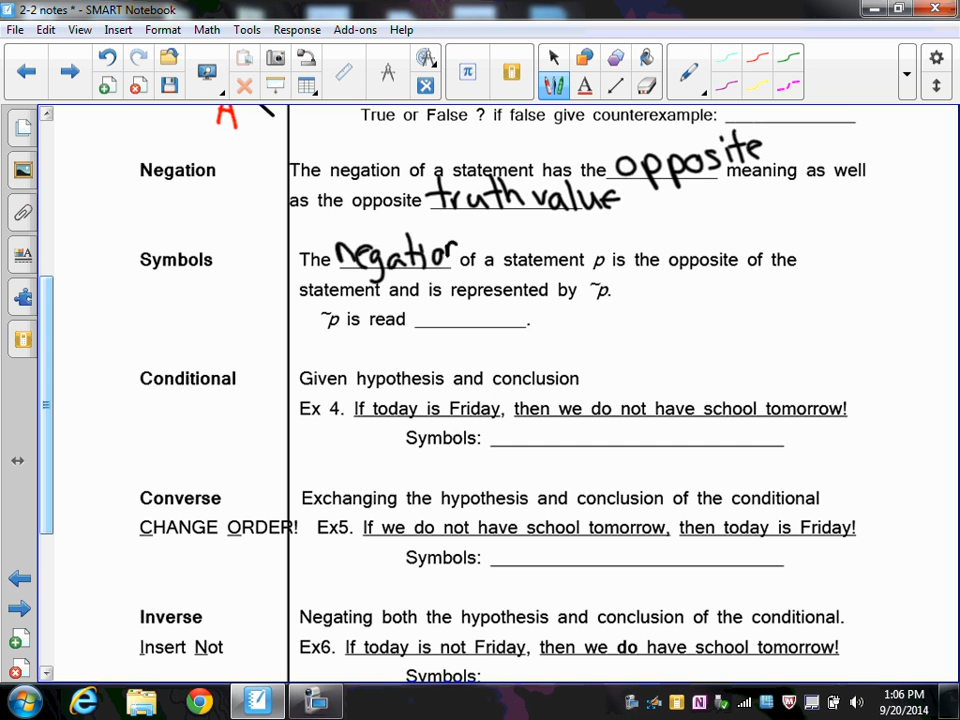 2-2 notes * - SMART Notebook
File Edit View Insert Format Math Tools Response Add-ons Help
A
True or False ? if false give counterexample: ______________
Negation The negation of a statement has the opposite meaning as well
as the opposite truth value
Symbols The negation of a statement p is the opposite of the
statement and is represented by ~p.
~p is read ____________.
Conditional Given hypothesis and conclusion
Ex 4. If today is Friday, then we do not have school tomorrow!
Symbols: ________________________________
Converse Exchanging the hypothesis and conclusion of the conditional
CHANGE ORDER! Ex5. If we do not have school tomorrow, then today is Friday!
Symbols: ________________________________
Inverse Negating both the hypothesis and conclusion of the conditional.
Insert Not Ex6. If today is not Friday, then we do have school tomorrow!
Symbols:
1:06 PM
9/20/2014